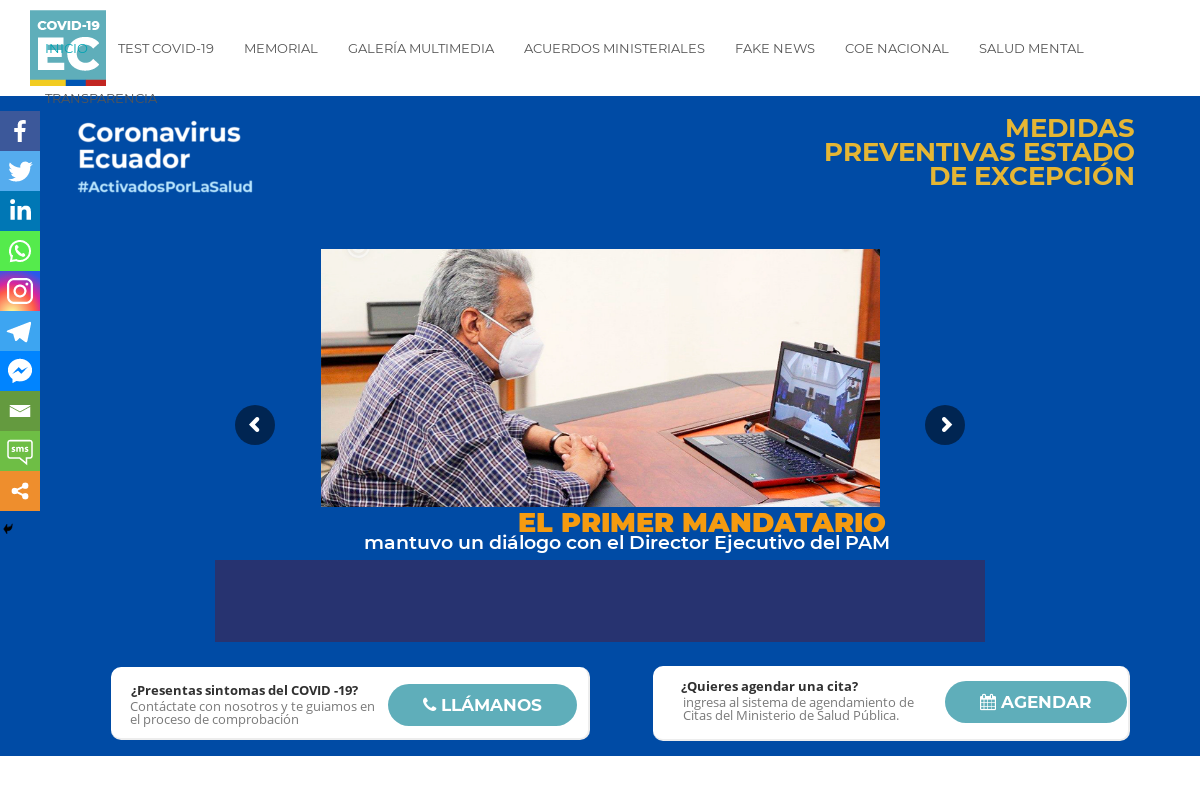 COVID-19
EC
INICIO
TEST COVID-19
MEMORIAL
GALERÍA MULTIMEDIA
ACUERDOS MINISTERIALES
FAKE NEWS
COE NACIONAL
SALUD MENTAL
TRANSPARENCIA
Coronavirus
Ecuador
#ActivadosPorLaSalud
MEDIDAS
PREVENTIVAS ESTADO
DE EXCEPCIÓN
sms
EL PRIMER MANDATARIO
mantuvo un diálogo con el Director Ejecutivo del PAM
¿Presentas sintomas del COVID -19?
Contáctate con nosotros y te guiamos en
el proceso de comprobación
LLÁMANOS
¿Quieres agendar una cita?
ingresa al sistema de agendamiento de
Citas del Ministerio de Salud Pública.
AGENDAR